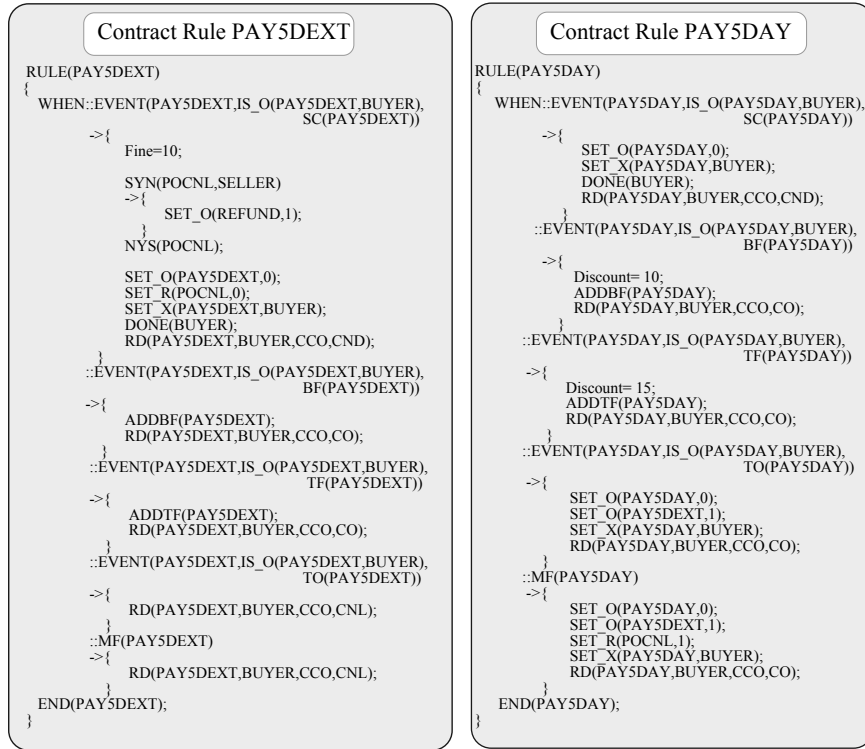 Contract Rule PAY5DEXT
RULE(PAY5DEXT)
{
WHEN::EVENT(PAY5DEXT,IS_O(PAY5DEXT,BUYER),
SC(PAY5DEXT))
->{
Fine=10;
SYN(POCNL,SELLER)
->{
SET_O(REFUND,1);
}
NYS(POCNL);
SET_O(PAY5DEXT,0);
SET_R(POCNL,0);
SET_X(PAY5DEXT,BUYER);
DONE(BUYER);
RD(PAY5DEXT,BUYER,CCO,CND);
}
::EVENT(PAY5DEXT,IS_O(PAY5DEXT,BUYER),
BF(PAY5DEXT))
->{
ADDBF(PAY5DEXT);
RD(PAY5DEXT,BUYER,CCO,CO);
}
::EVENT(PAY5DEXT,IS_O(PAY5DEXT,BUYER),
TF(PAY5DEXT))
->{
ADDTF(PAY5DEXT);
RD(PAY5DEXT,BUYER,CCO,CO);
}
::EVENT(PAY5DEXT,IS_O(PAY5DEXT,BUYER),
TO(PAY5DEXT))
->{
RD(PAY5DEXT,BUYER,CCO,CNL);
}
::MF(PAY5DEXT)
->{
RD(PAY5DEXT,BUYER,CCO,CNL);
}
END(PAY5DEXT);
}
Contract Rule PAY5DAY
RULE(PAY5DAY)
{
WHEN::EVENT(PAY5DAY,IS_O(PAY5DAY,BUYER),
SC(PAY5DAY))
->{
SET_O(PAY5DAY,0);
SET_X(PAY5DAY,BUYER);
DONE(BUYER);
RD(PAY5DAY,BUYER,CCO,CND);
}
::EVENT(PAY5DAY,IS_O(PAY5DAY,BUYER),
BF(PAY5DAY))
->{
Discount= 10;
ADDBF(PAY5DAY);
RD(PAY5DAY,BUYER,CCO,CO);
}
::EVENT(PAY5DAY,IS_O(PAY5DAY,BUYER),
TF(PAY5DAY))
->{
Discount= 15;
ADDTF(PAY5DAY);
RD(PAY5DAY,BUYER,CCO,CO);
}
::EVENT(PAY5DAY,IS_O(PAY5DAY,BUYER),
TO(PAY5DAY))
->{
SET_O(PAY5DAY,0);
SET_O(PAY5DEXT,1);
SET_X(PAY5DAY,BUYER);
RD(PAY5DAY,BUYER,CCO,CO);
}
::MF(PAY5DAY)
->{
SET_O(PAY5DAY,0);
SET_O(PAY5DEXT,1);
SET_R(POCNL,1);
SET_X(PAY5DAY,BUYER);
RD(PAY5DAY,BUYER,CCO,CO);
}
END(PAY5DAY);
}